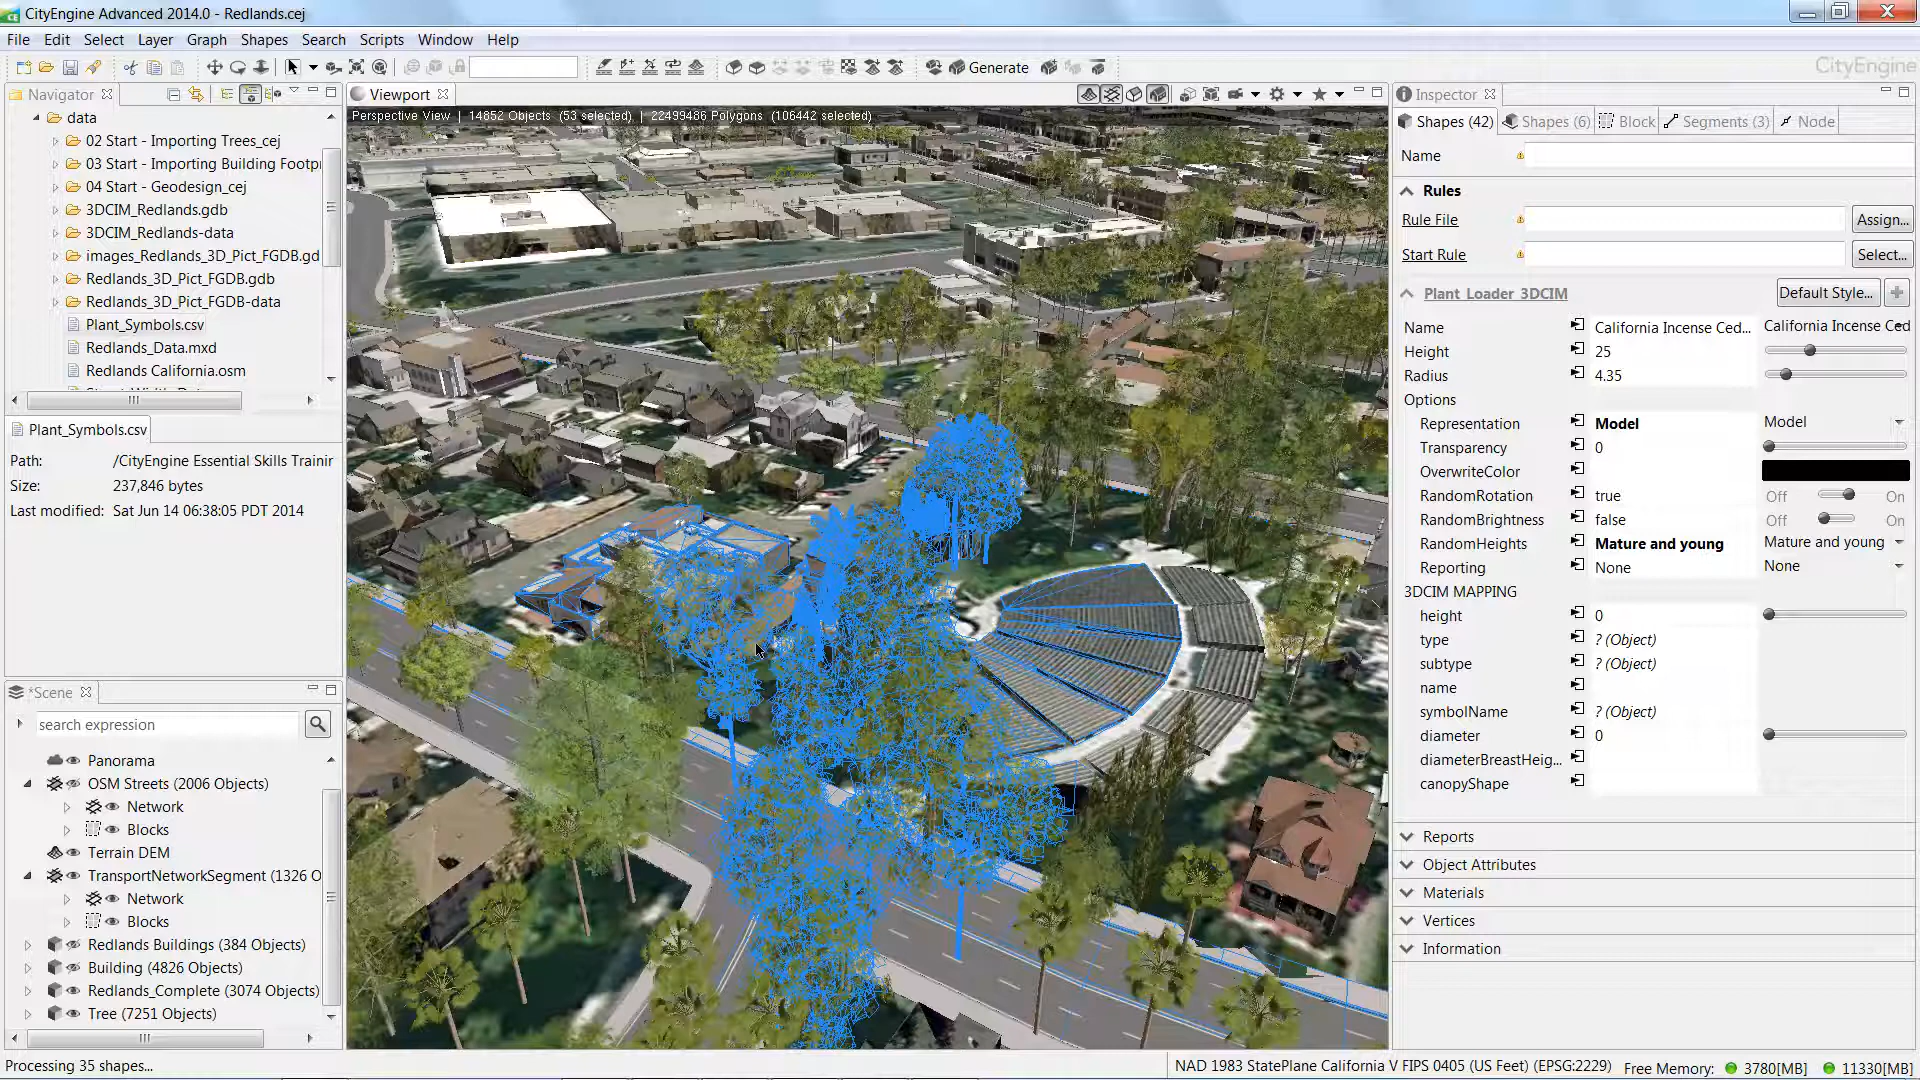 CityEngine Advanced 2014.0 - Redlands.cej
File Edit Select Layer Graph Shapes Search Scripts Window Help
Generate
CityEngine
Navigator
data
02 Start - Importing Trees_cej
03 Start - Importing Building Footpr
04 Start - Geodesign_cej
3DCIM_Redlands.gdb
3DCIM_Redlands-data
images_Redlands_3D_Pict_FGDB.gd
Redlands_3D_Pict_FGDB.gdb
Redlands_3D_Pict_FGDB-data
Plant_Symbols.csv
Redlands_Data.mxd
Redlands California.osm
Plant_Symbols.csv
Path: /CityEngine Essential Skills Trainir
Size: 237,846 bytes
Last modified: Sat Jun 14 06:38:05 PDT 2014
*Scene
search expression
Panorama
OSM Streets (2006 Objects)
Network
Blocks
Terrain DEM
TransportNetworkSegment (1326 O
Network
Blocks
Redlands Buildings (384 Objects)
Building (4826 Objects)
Redlands_Complete (3074 Objects)
Tree (7251 Objects)
Processing 35 shapes...
Viewport
Perspective View | 14852 Objects (53 selected) | 22499486 Polygons (106442 selected)
Inspector
Shapes (42) Shapes (6) Block Segments (3) Node
Name
Rules
Rule File Assign...
Start Rule Select...
Plant Loader 3DCIM Default Style... +
Name California Incense Ced... California Incense Ced
Height 25
Radius 4.35
Options
Representation Model Model
Transparency 0
OverwriteColor
RandomRotation true Off On
RandomBrightness false Off On
RandomHeights Mature and young Mature and young
Reporting None None
3DCIM MAPPING
height 0
type ? (Object)
subtype ? (Object)
name
symbolName ? (Object)
diameter 0
diameterBreastHeig...
canopyShape
Reports
Object Attributes
Materials
Vertices
Information
NAD 1983 StatePlane California V FIPS 0405 (US Feet) (EPSG:2229) Free Memory: 3780[MB] 11330[MB]